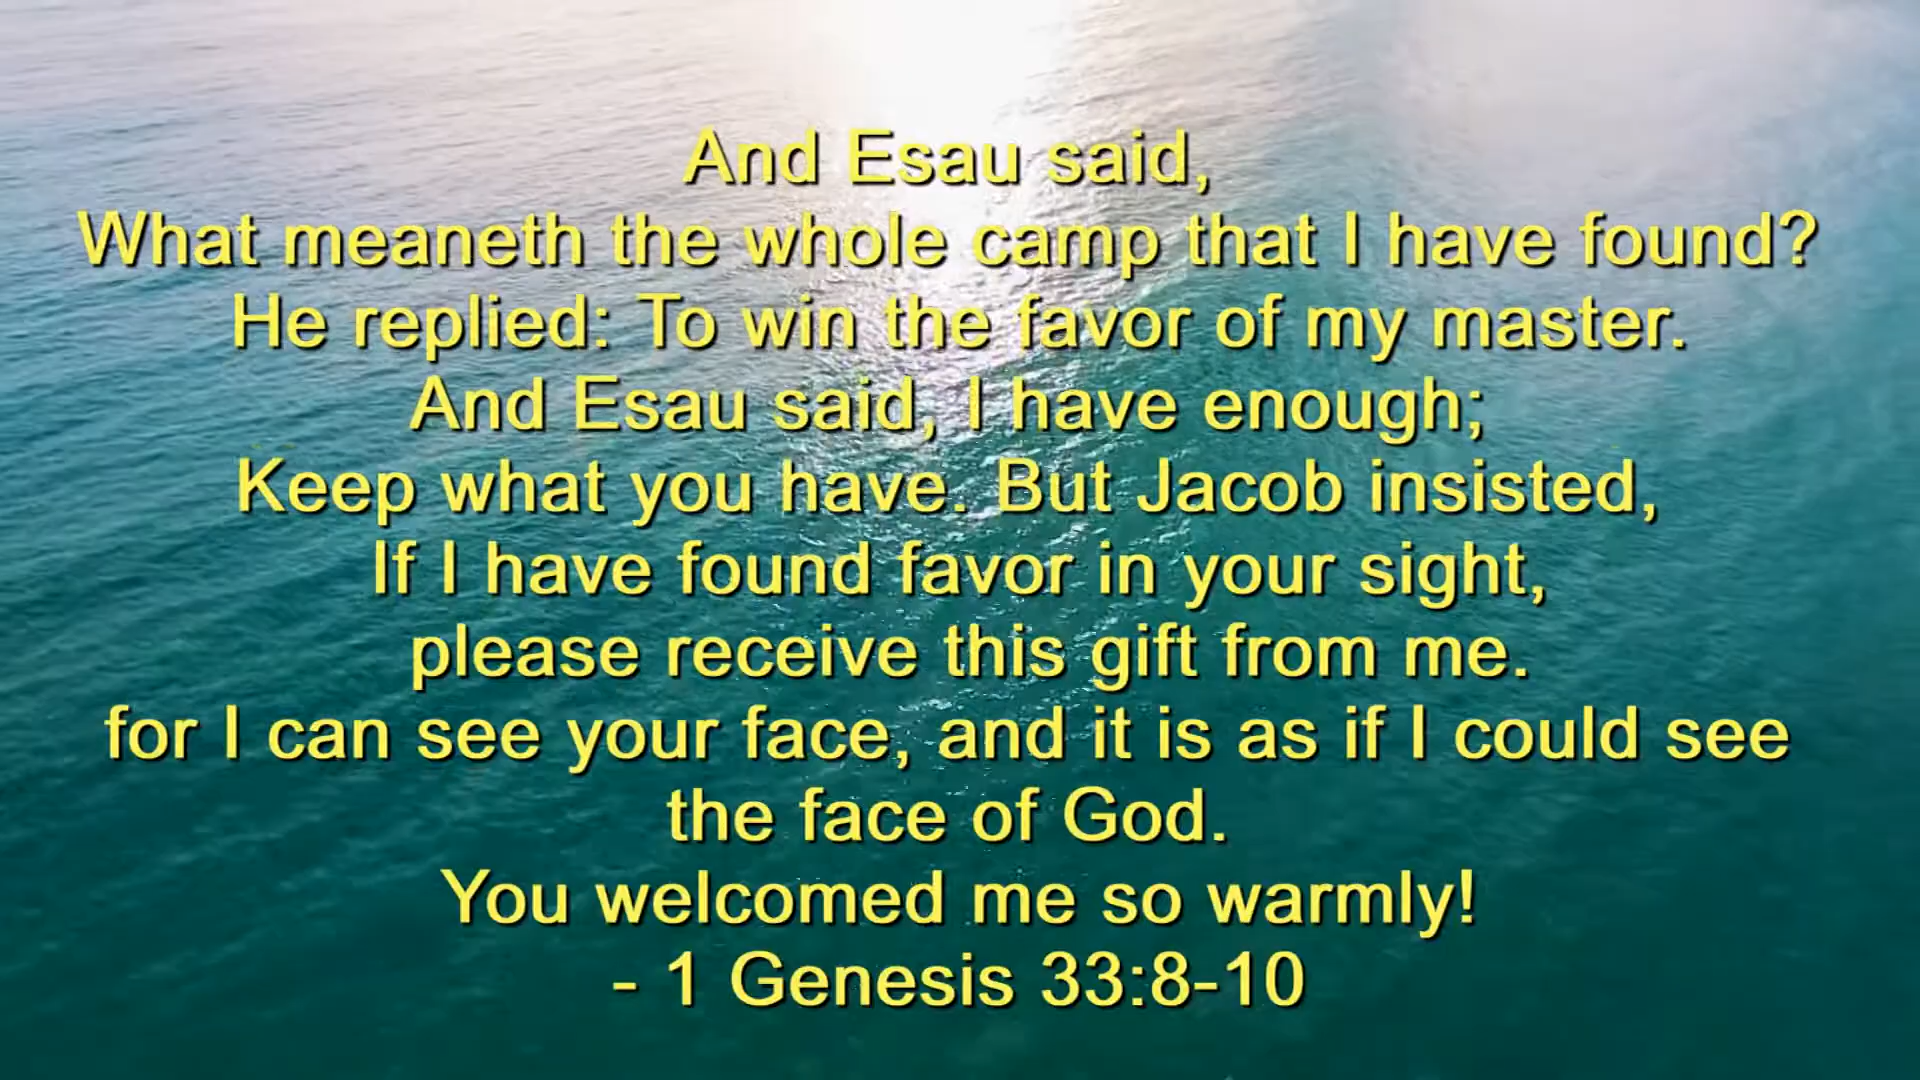 And Esau said,
What meaneth the whole camp that I have found?
He replied: To win the favor of my master.
And Esau said, I have enough;
Keep what you have. But Jacob insisted,
If I have found favor in your sight,
please receive this gift from me.
for I can see your face, and it is as if I could see
the face of God.
You welcomed me so warmly!
- 1 Genesis 33:8-10